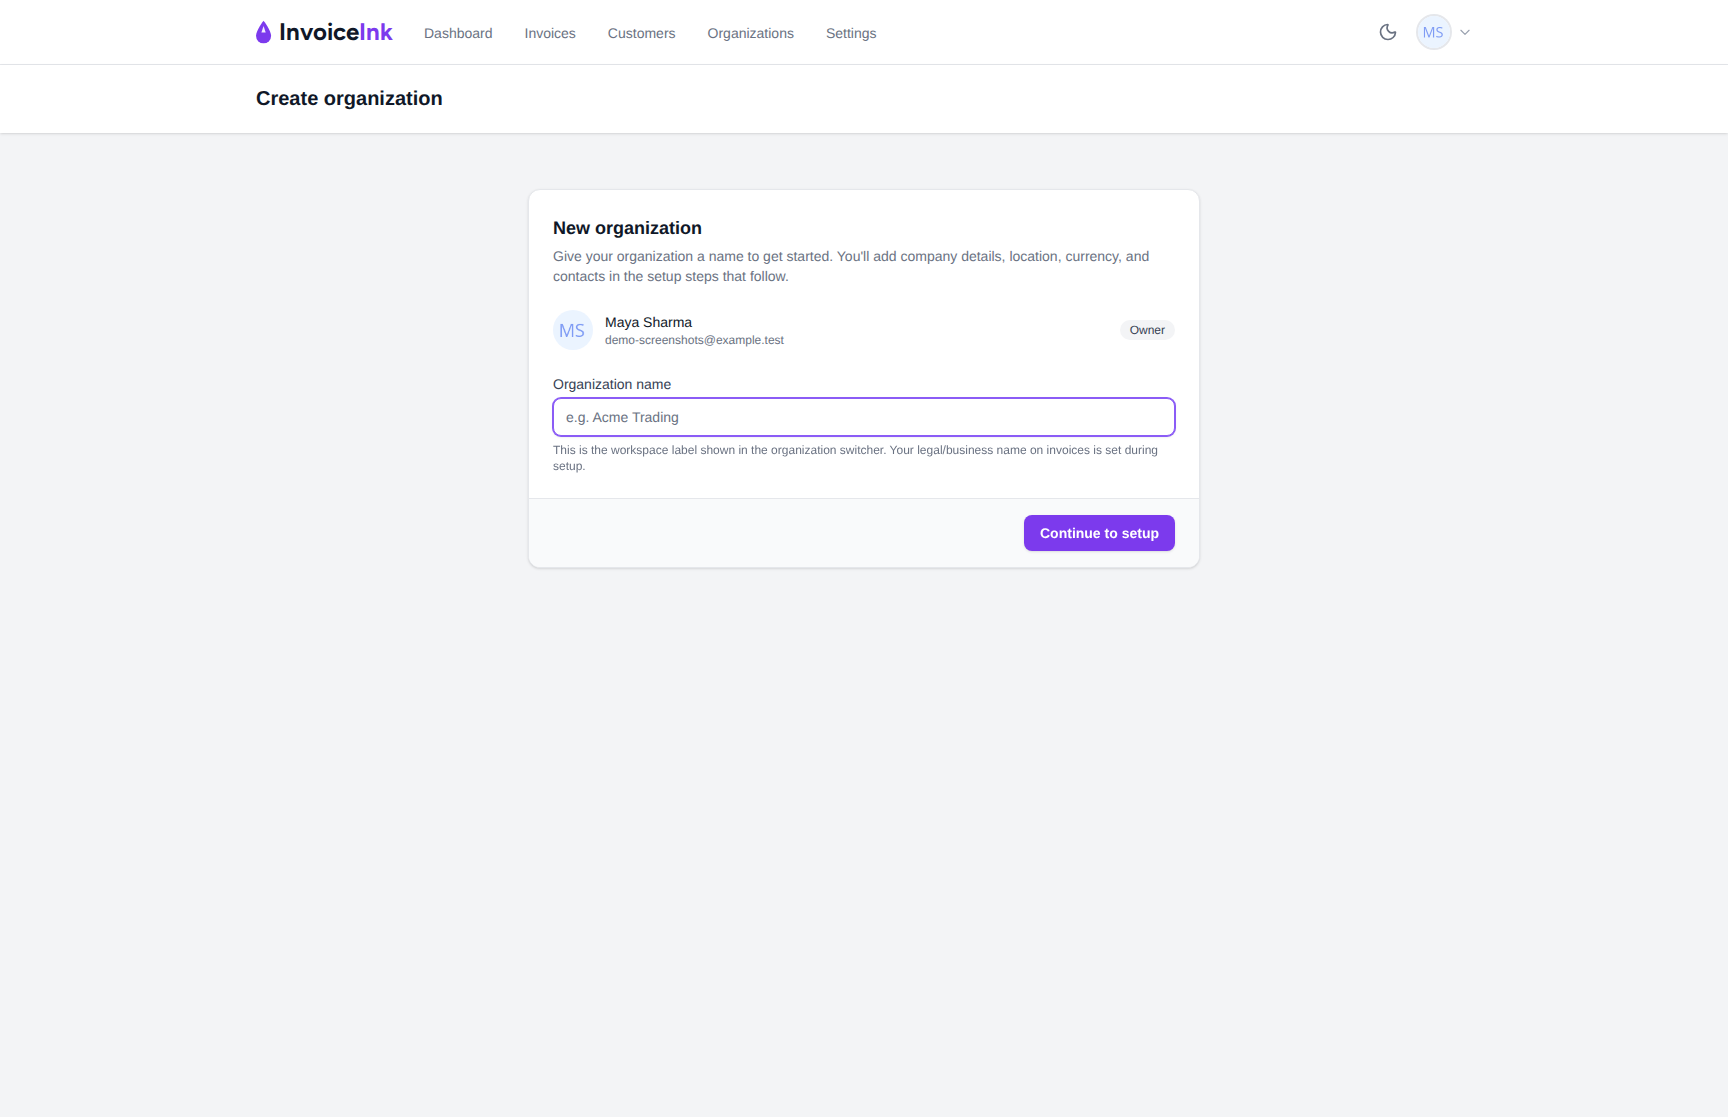 InvoiceInk Dashboard Invoices Customers Organizations Settings MS
Create organization
New organization
Give your organization a name to get started. You'll add company details, location, currency, and
contacts in the setup steps that follow.
MS Maya Sharma Owner
demo-screenshots@example.test
Organization name
e.g. Acme Trading
This is the workspace label shown in the organization switcher. Your legal/business name on invoices is set during
setup.
Continue to setup